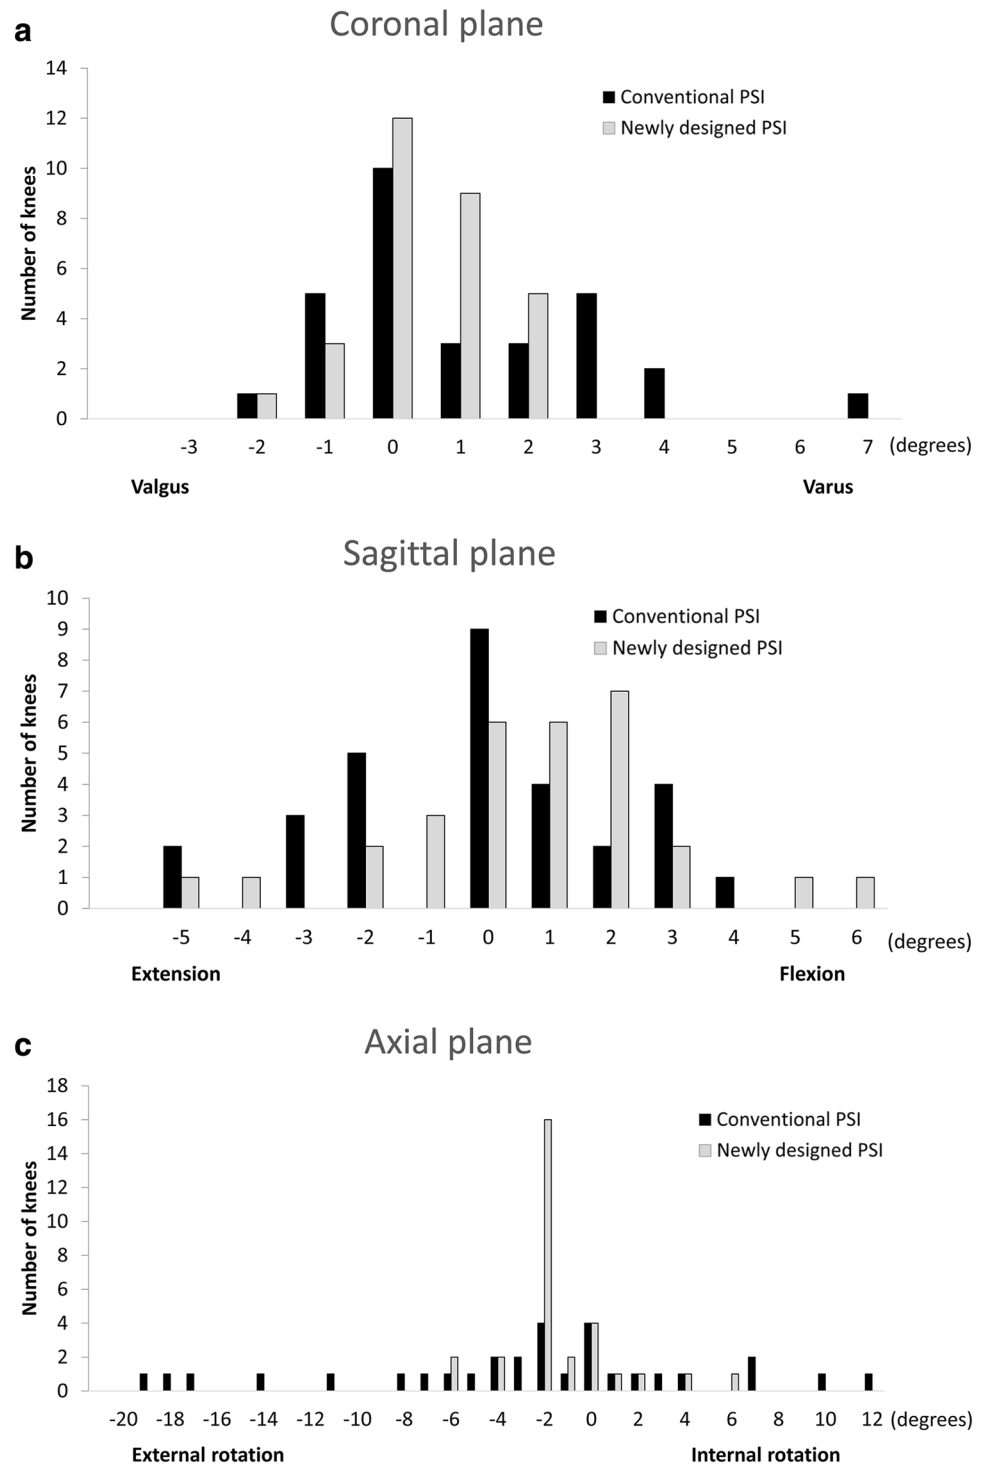 a
Coronal plane
14
12
10
8
6
4
2
0
Number of knees
Conventional PSI
Newly designed PSI
-3 -2 -1 0 1 2 3 4 5 6 7 (degrees)
Valgus Varus
b
Sagittal plane
10
9
8
7
6
5
4
3
2
1
0
Number of knees
Conventional PSI
Newly designed PSI
-5 -4 -3 -2 -1 0 1 2 3 4 5 6 (degrees)
Extension Flexion
c
Axial plane
18
16
14
12
10
8
6
4
2
0
Number of knees
Conventional PSI
Newly designed PSI
-20 -18 -16 -14 -12 -10 -8 -6 -4 -2 0 2 4 6 8 10 12 (degrees)
External rotation Internal rotation